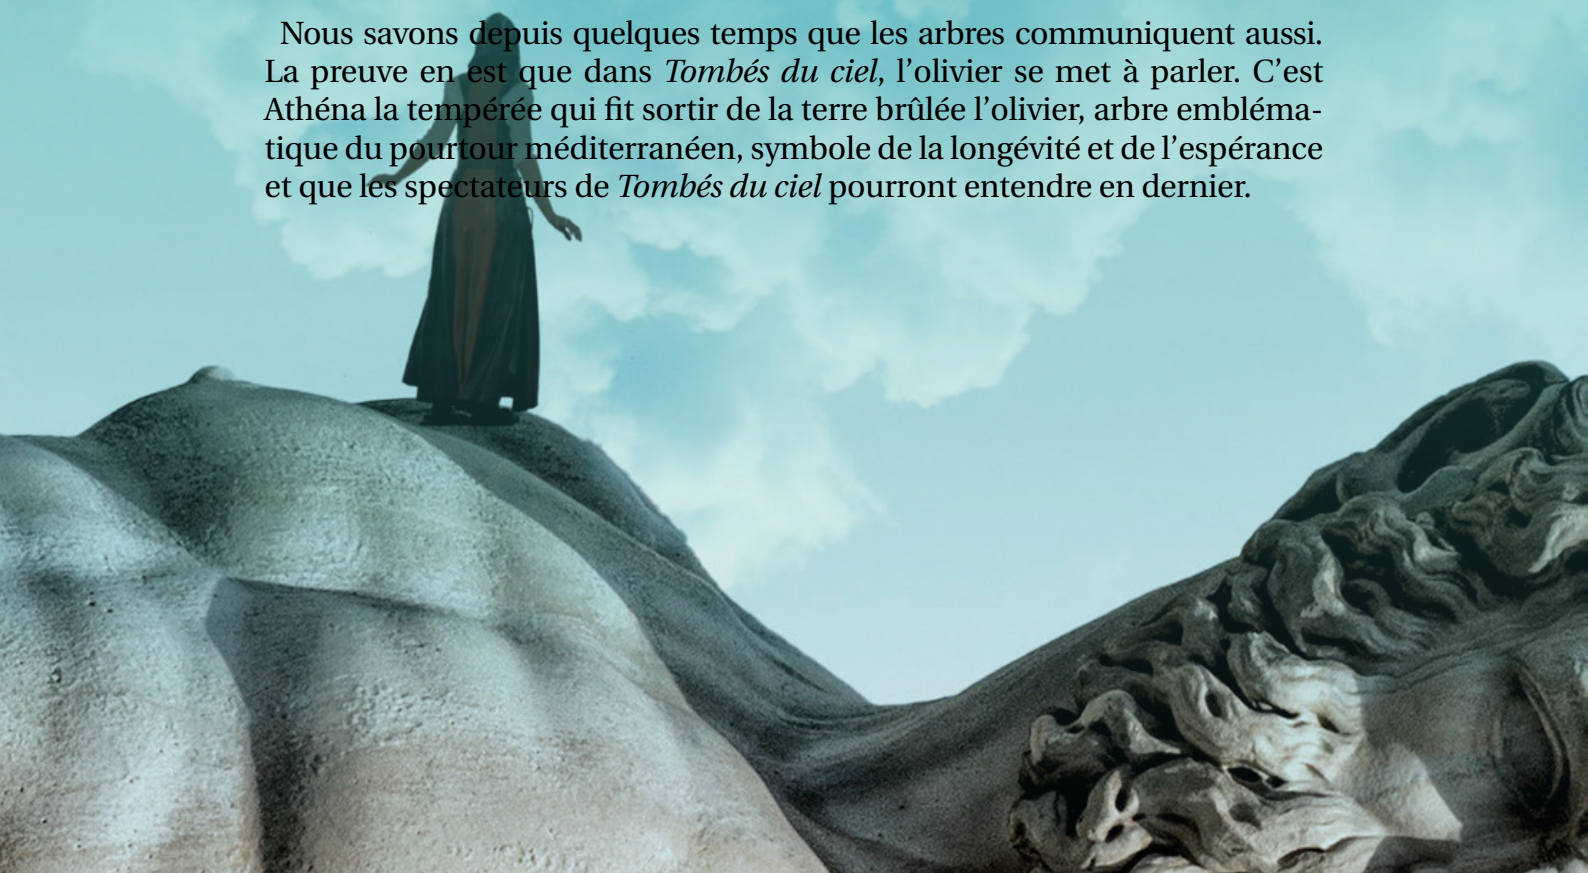 Nous savons depuis quelques temps que les arbres communiquent aussi.
La preuve en est que dans Tombés du ciel, l’olivier se met à parler. C’est
Athéna la tempérée qui fit sortir de la terre brûlée l’olivier, arbre embléma-
tique du pourtour méditerranéen, symbole de la longévité et de l’espérance
et que les spectateurs de Tombés du ciel pourront entendre en dernier.